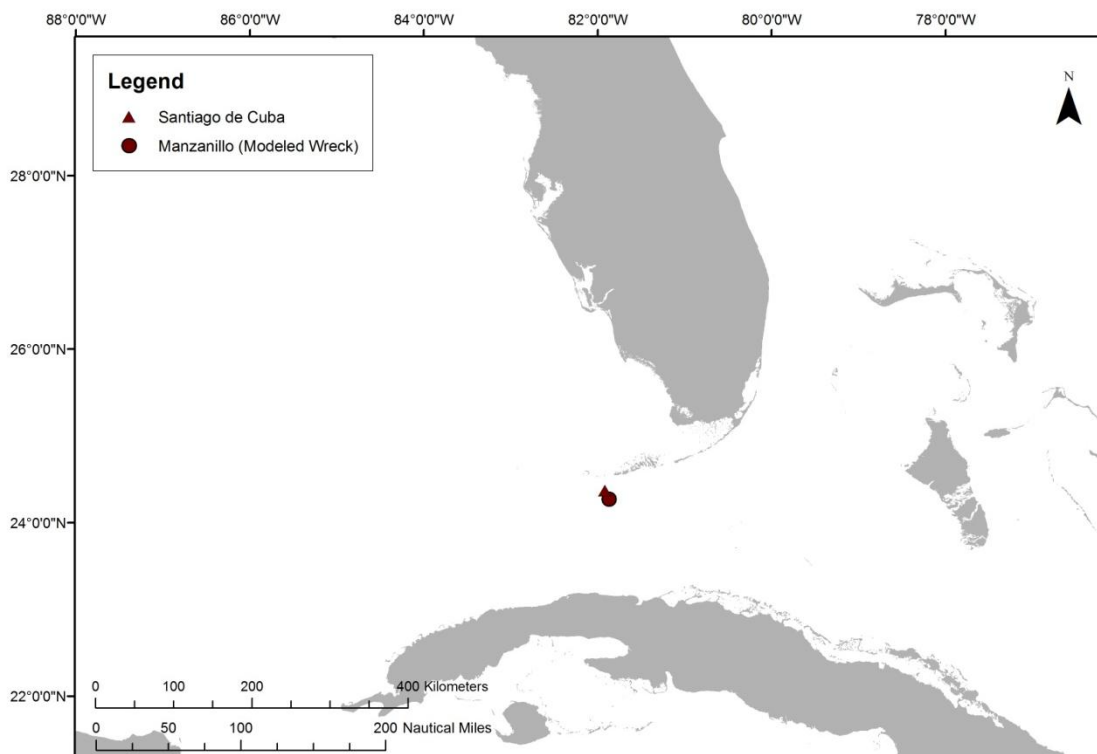 88°0'0"W 86°0'0"W 84°0'0"W 82°0'0"W 80°0'0"W 78°0'0"W
Legend
Santiago de Cuba
Manzanillo (Modeled Wreck)
N
28°0'0"N
26°0'0"N
24°0'0"N
22°0'0"N
0 100 200 400 Kilometers
0 50 100 200 Nautical Miles